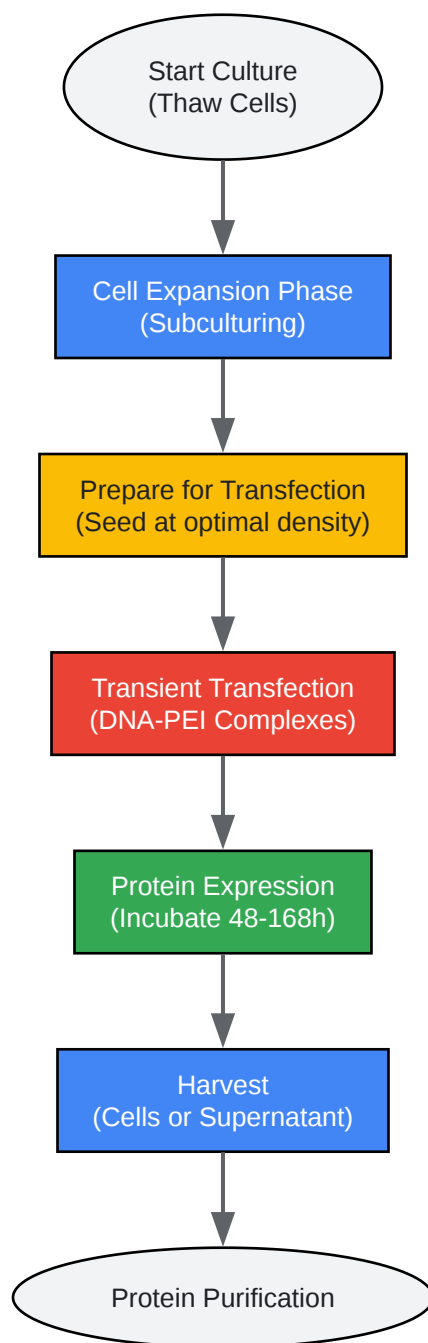 Start Culture
(Thaw Cells)
Cell Expansion Phase
(Subculturing)
Prepare for Transfection
(Seed at optimal density)
Transient Transfection
(DNA-PEI Complexes)
Protein Expression
(Incubate 48-168h)
Harvest
(Cells or Supernatant)
Protein Purification